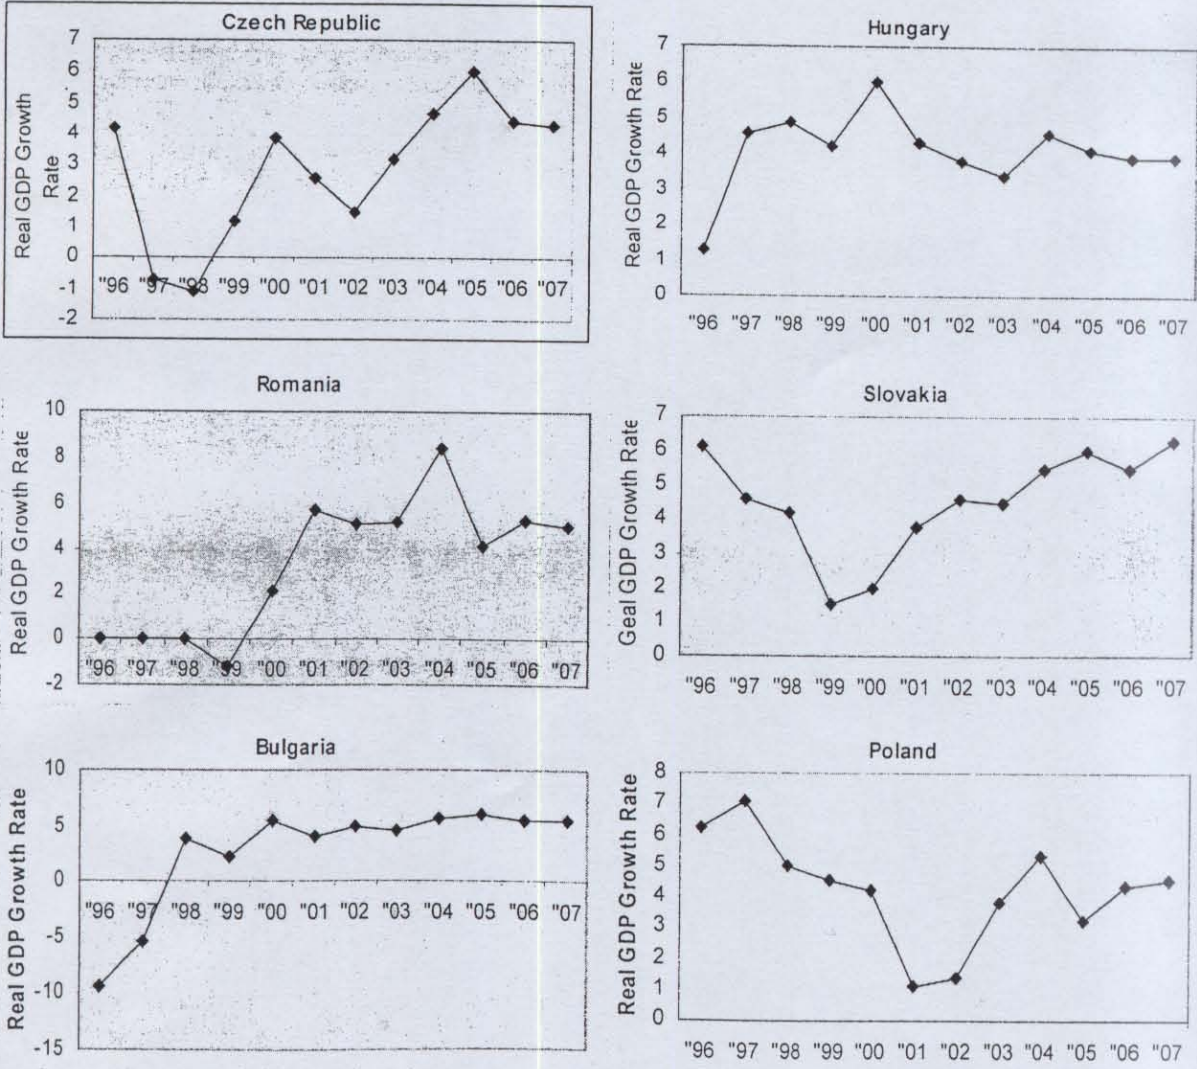 Czech Republic
Real GDP Growth
Rate
7
6
5
4
3
2
1
0
-1
-2
"96 "97 "98 "99 "00 "01 "02 "03 "04 "05 "06 "07
Hungary
Real GDP Growth Rate
7
6
5
4
3
2
1
0
"96 "97 "98 "99 "00 "01 "02 "03 "04 "05 "06 "07
Romania
Real GDP Growth Rate
10
8
6
4
2
0
-2
"96 "97 "98 "99 "00 "01 "02 "03 "04 "05 "06 "07
Slovakia
Geal GDP Growth Rate
7
6
5
4
3
2
1
0
"96 "97 "98 "99 "00 "01 "02 "03 "04 "05 "06 "07
Bulgaria
Real GDP Growth Rate
10
5
0
-5
-10
-15
"96 "97 "98 "99 "00 "01 "02 "03 "04 "05 "06 "07
Poland
Real GDP Growth Rate
8
7
6
5
4
3
2
1
0
"96 "97 "98 "99 "00 "01 "02 "03 "04 "05 "06 "07